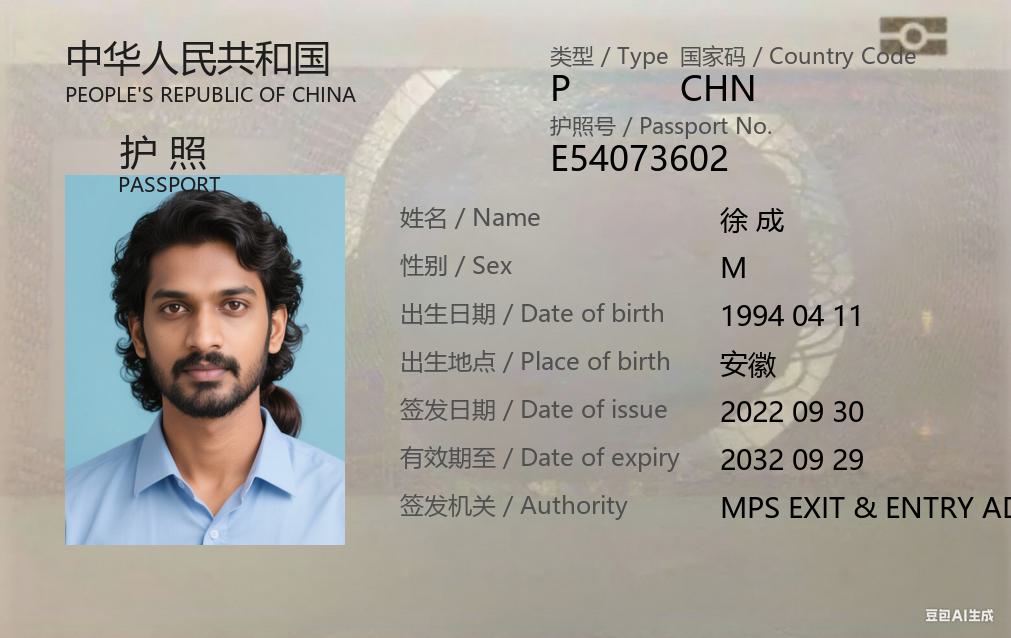 中华人民共和国
PEOPLE'S REPUBLIC OF CHINA
护 照
PASSPORT
类型 / Type 国家码 / Country Code
P CHN
护照号 / Passport No.
E54073602
姓名 / Name 徐 成
性别 / Sex M
出生日期 / Date of birth 1994 04 11
出生地点 / Place of birth 安徽
签发日期 / Date of issue 2022 09 30
有效期至 / Date of expiry 2032 09 29
签发机关 / Authority MPS EXIT & ENTRY AD
豆包AI生成